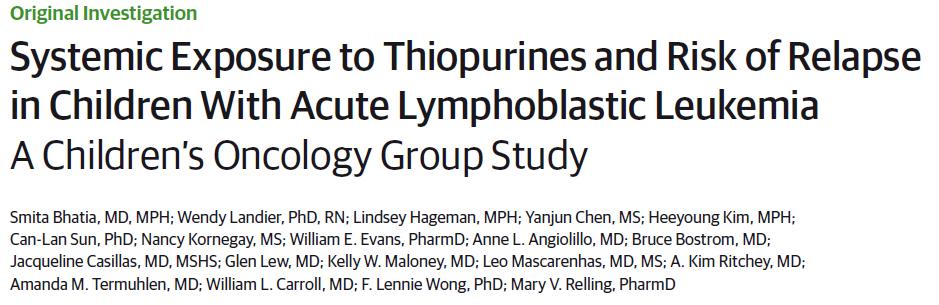 Original Investigation
Systemic Exposure to Thiopurines and Risk of Relapse
in Children With Acute Lymphoblastic Leukemia
A Children's Oncology Group Study
Smita Bhatia, MD, MPH; Wendy Landier, PhD, RN; Lindsey Hageman, MPH; Yanjun Chen, MS; Heeyoung Kim, MPH;
Can-Lan Sun, PhD; Nancy Kornegay, MS; William E. Evans, PharmD; Anne L. Angiolillo, MD; Bruce Bostrom, MD;
Jacqueline Casillas, MD, MSHS; Glen Lew, MD; Kelly W. Maloney, MD; Leo Mascarenhas, MD, MS; A. Kim Ritchey, MD;
Amanda M. Termuhlen, MD; William L. Carroll, MD; F. Lennie Wong, PhD; Mary V. Relling, PharmD